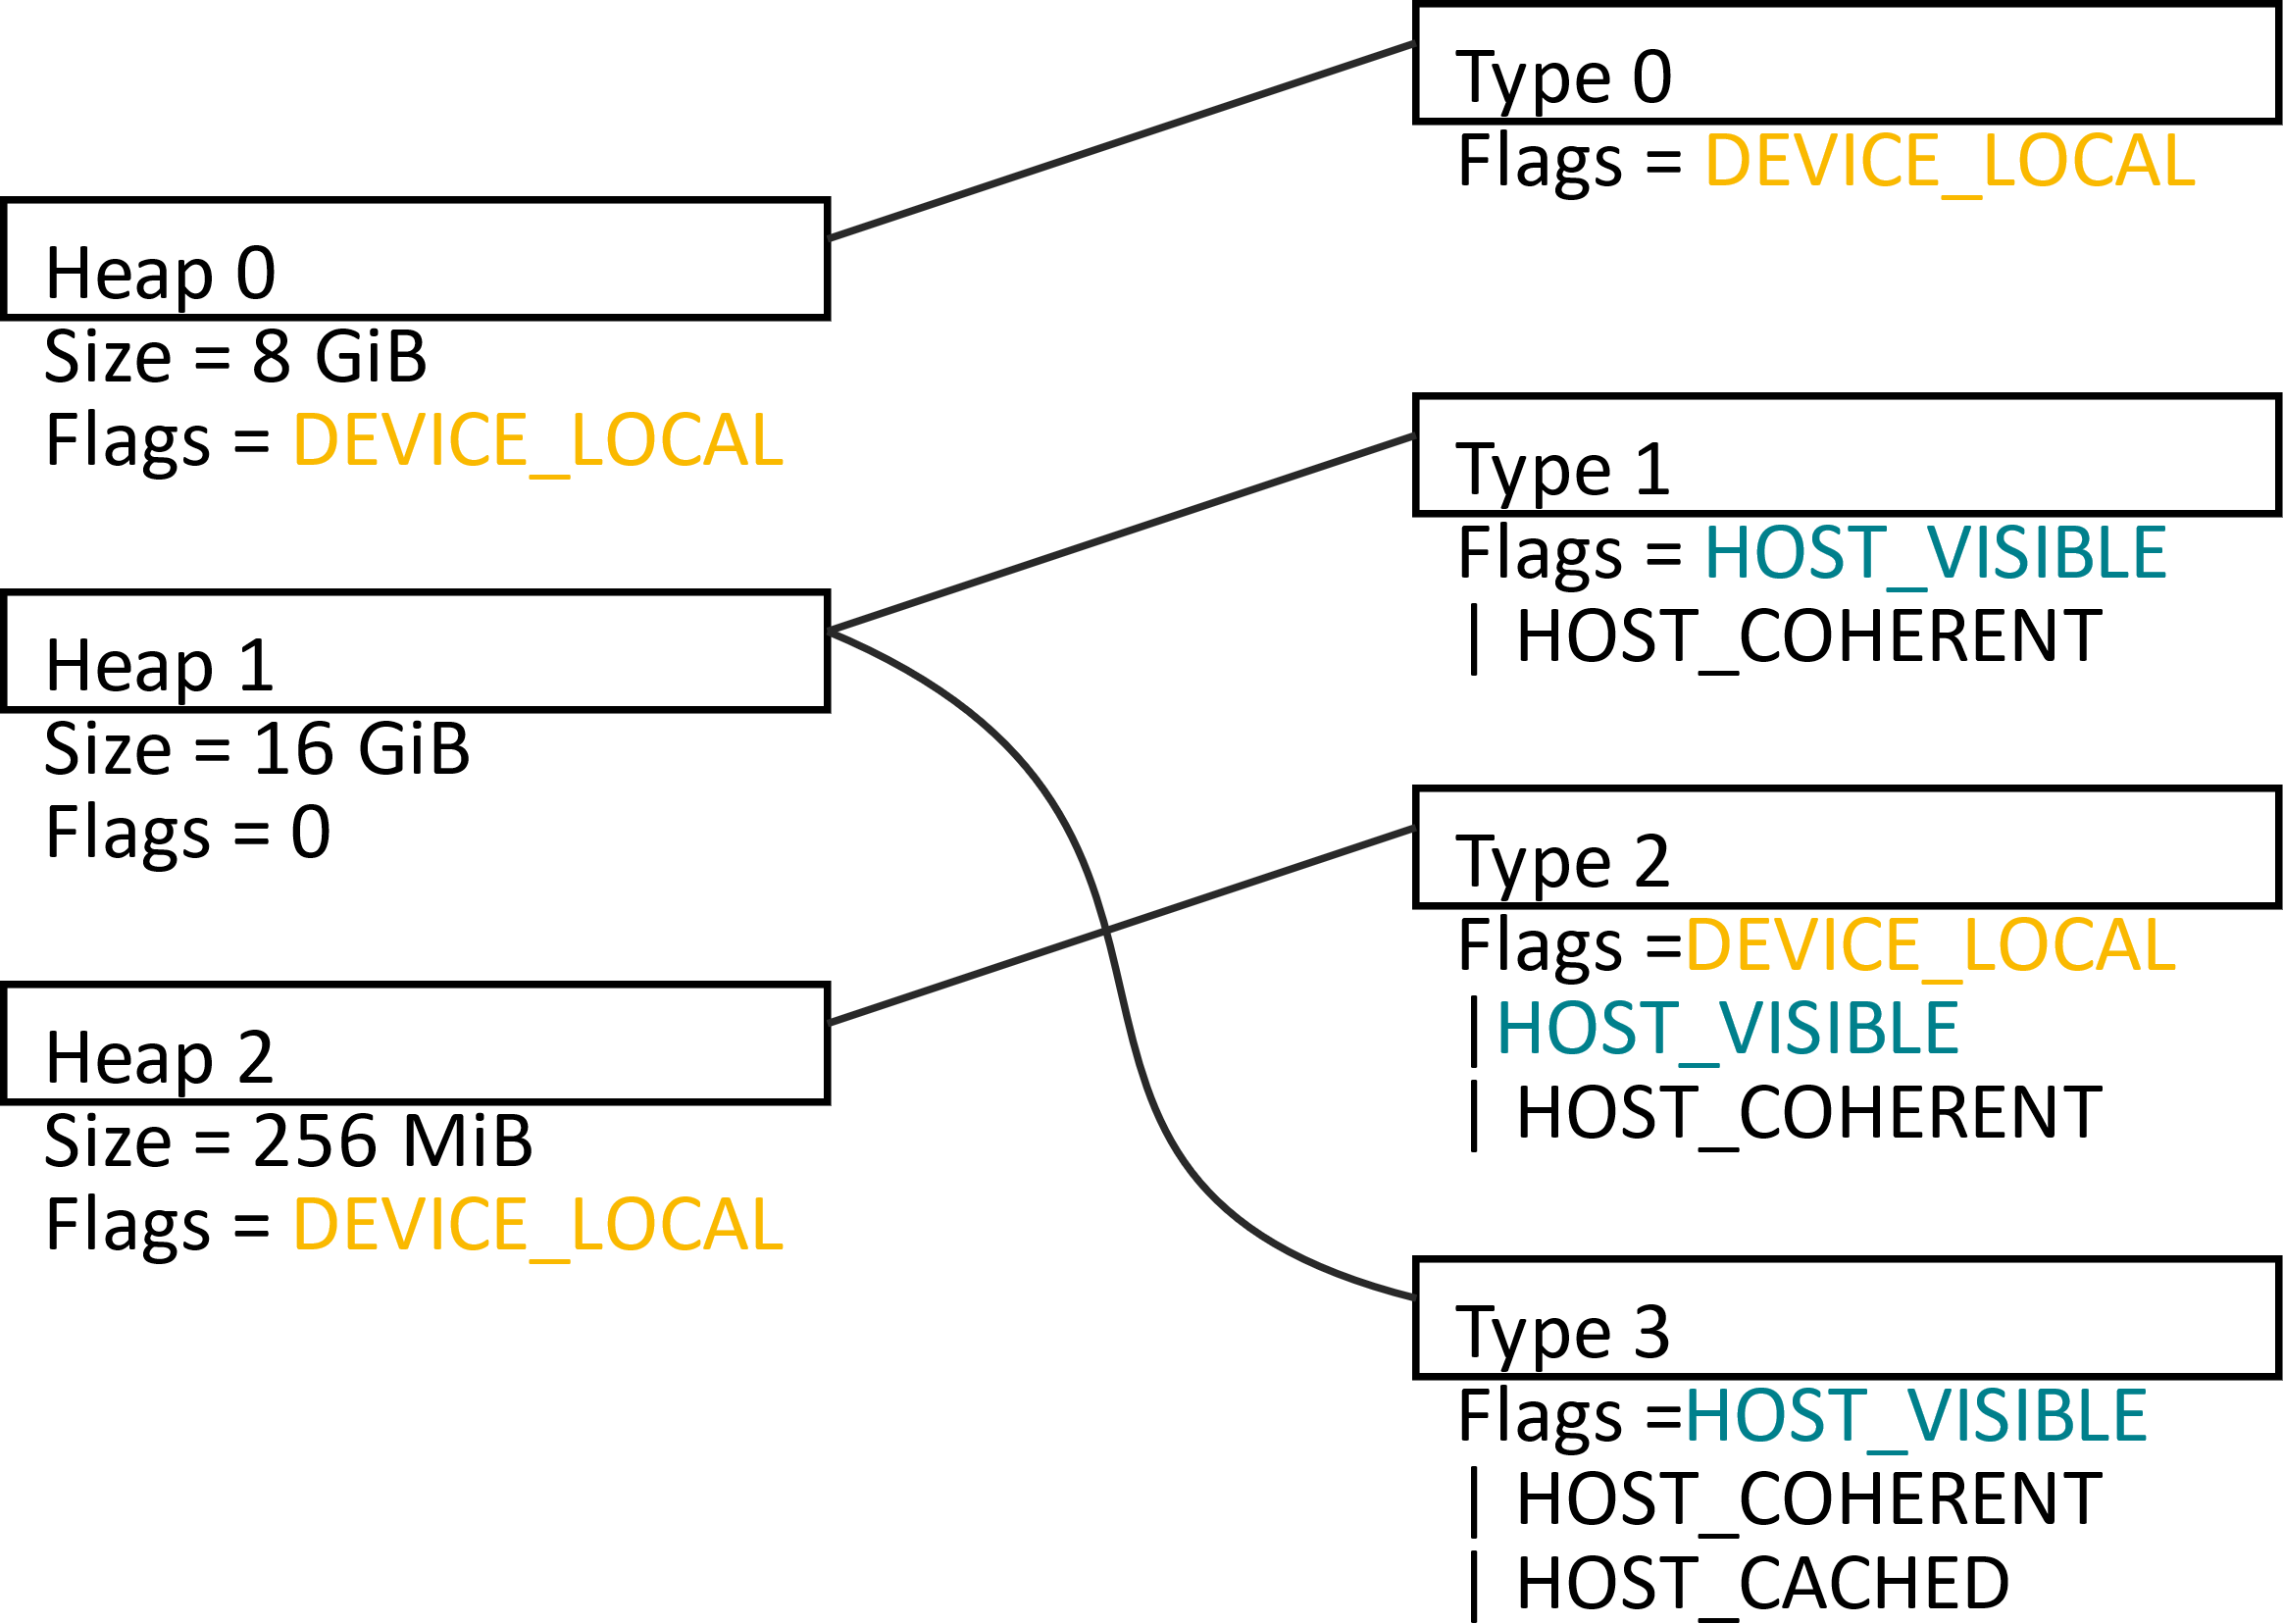 Heap 0
Size = 8 GiB
Flags = DEVICE_LOCAL
Heap 1
Size = 16 GiB
Flags = 0
Heap 2
Size = 256 MiB
Flags = DEVICE_LOCAL
Type 0
Flags = DEVICE_LOCAL
Type 1
Flags = HOST_VISIBLE
| HOST_COHERENT
Type 2
Flags =DEVICE_LOCAL
|HOST_VISIBLE
| HOST_COHERENT
Type 3
Flags =HOST_VISIBLE
| HOST_COHERENT
| HOST_CACHED